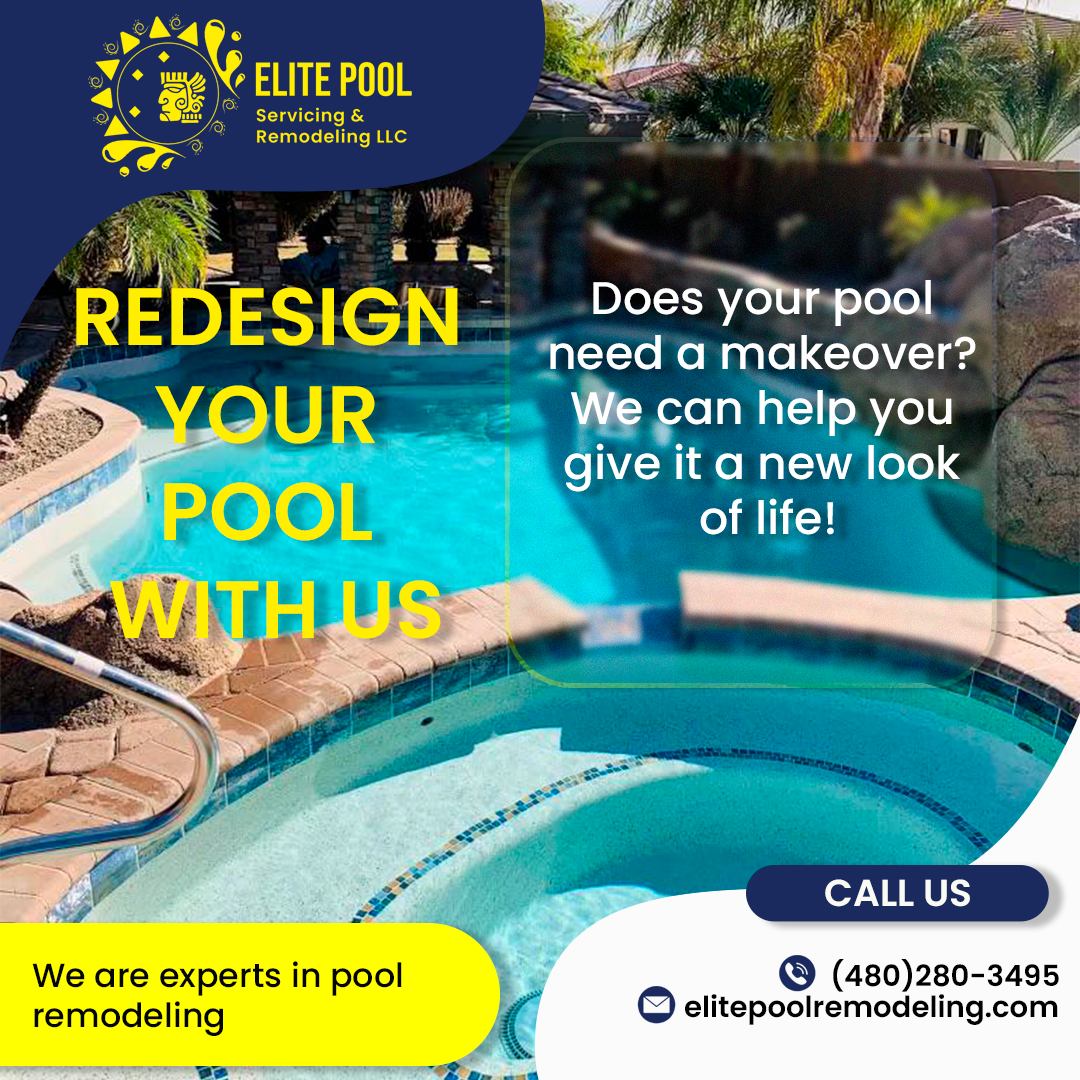 ELITE POOL
Servicing &
Remodeling LLC
REDESIGN
YOUR
POOL
WITH US
Does your pool
need a makeover?
We can help you
give it a new look
of life!
CALL US
(480)280-3495
elitepoolremodeling.com
We are experts in pool
remodeling